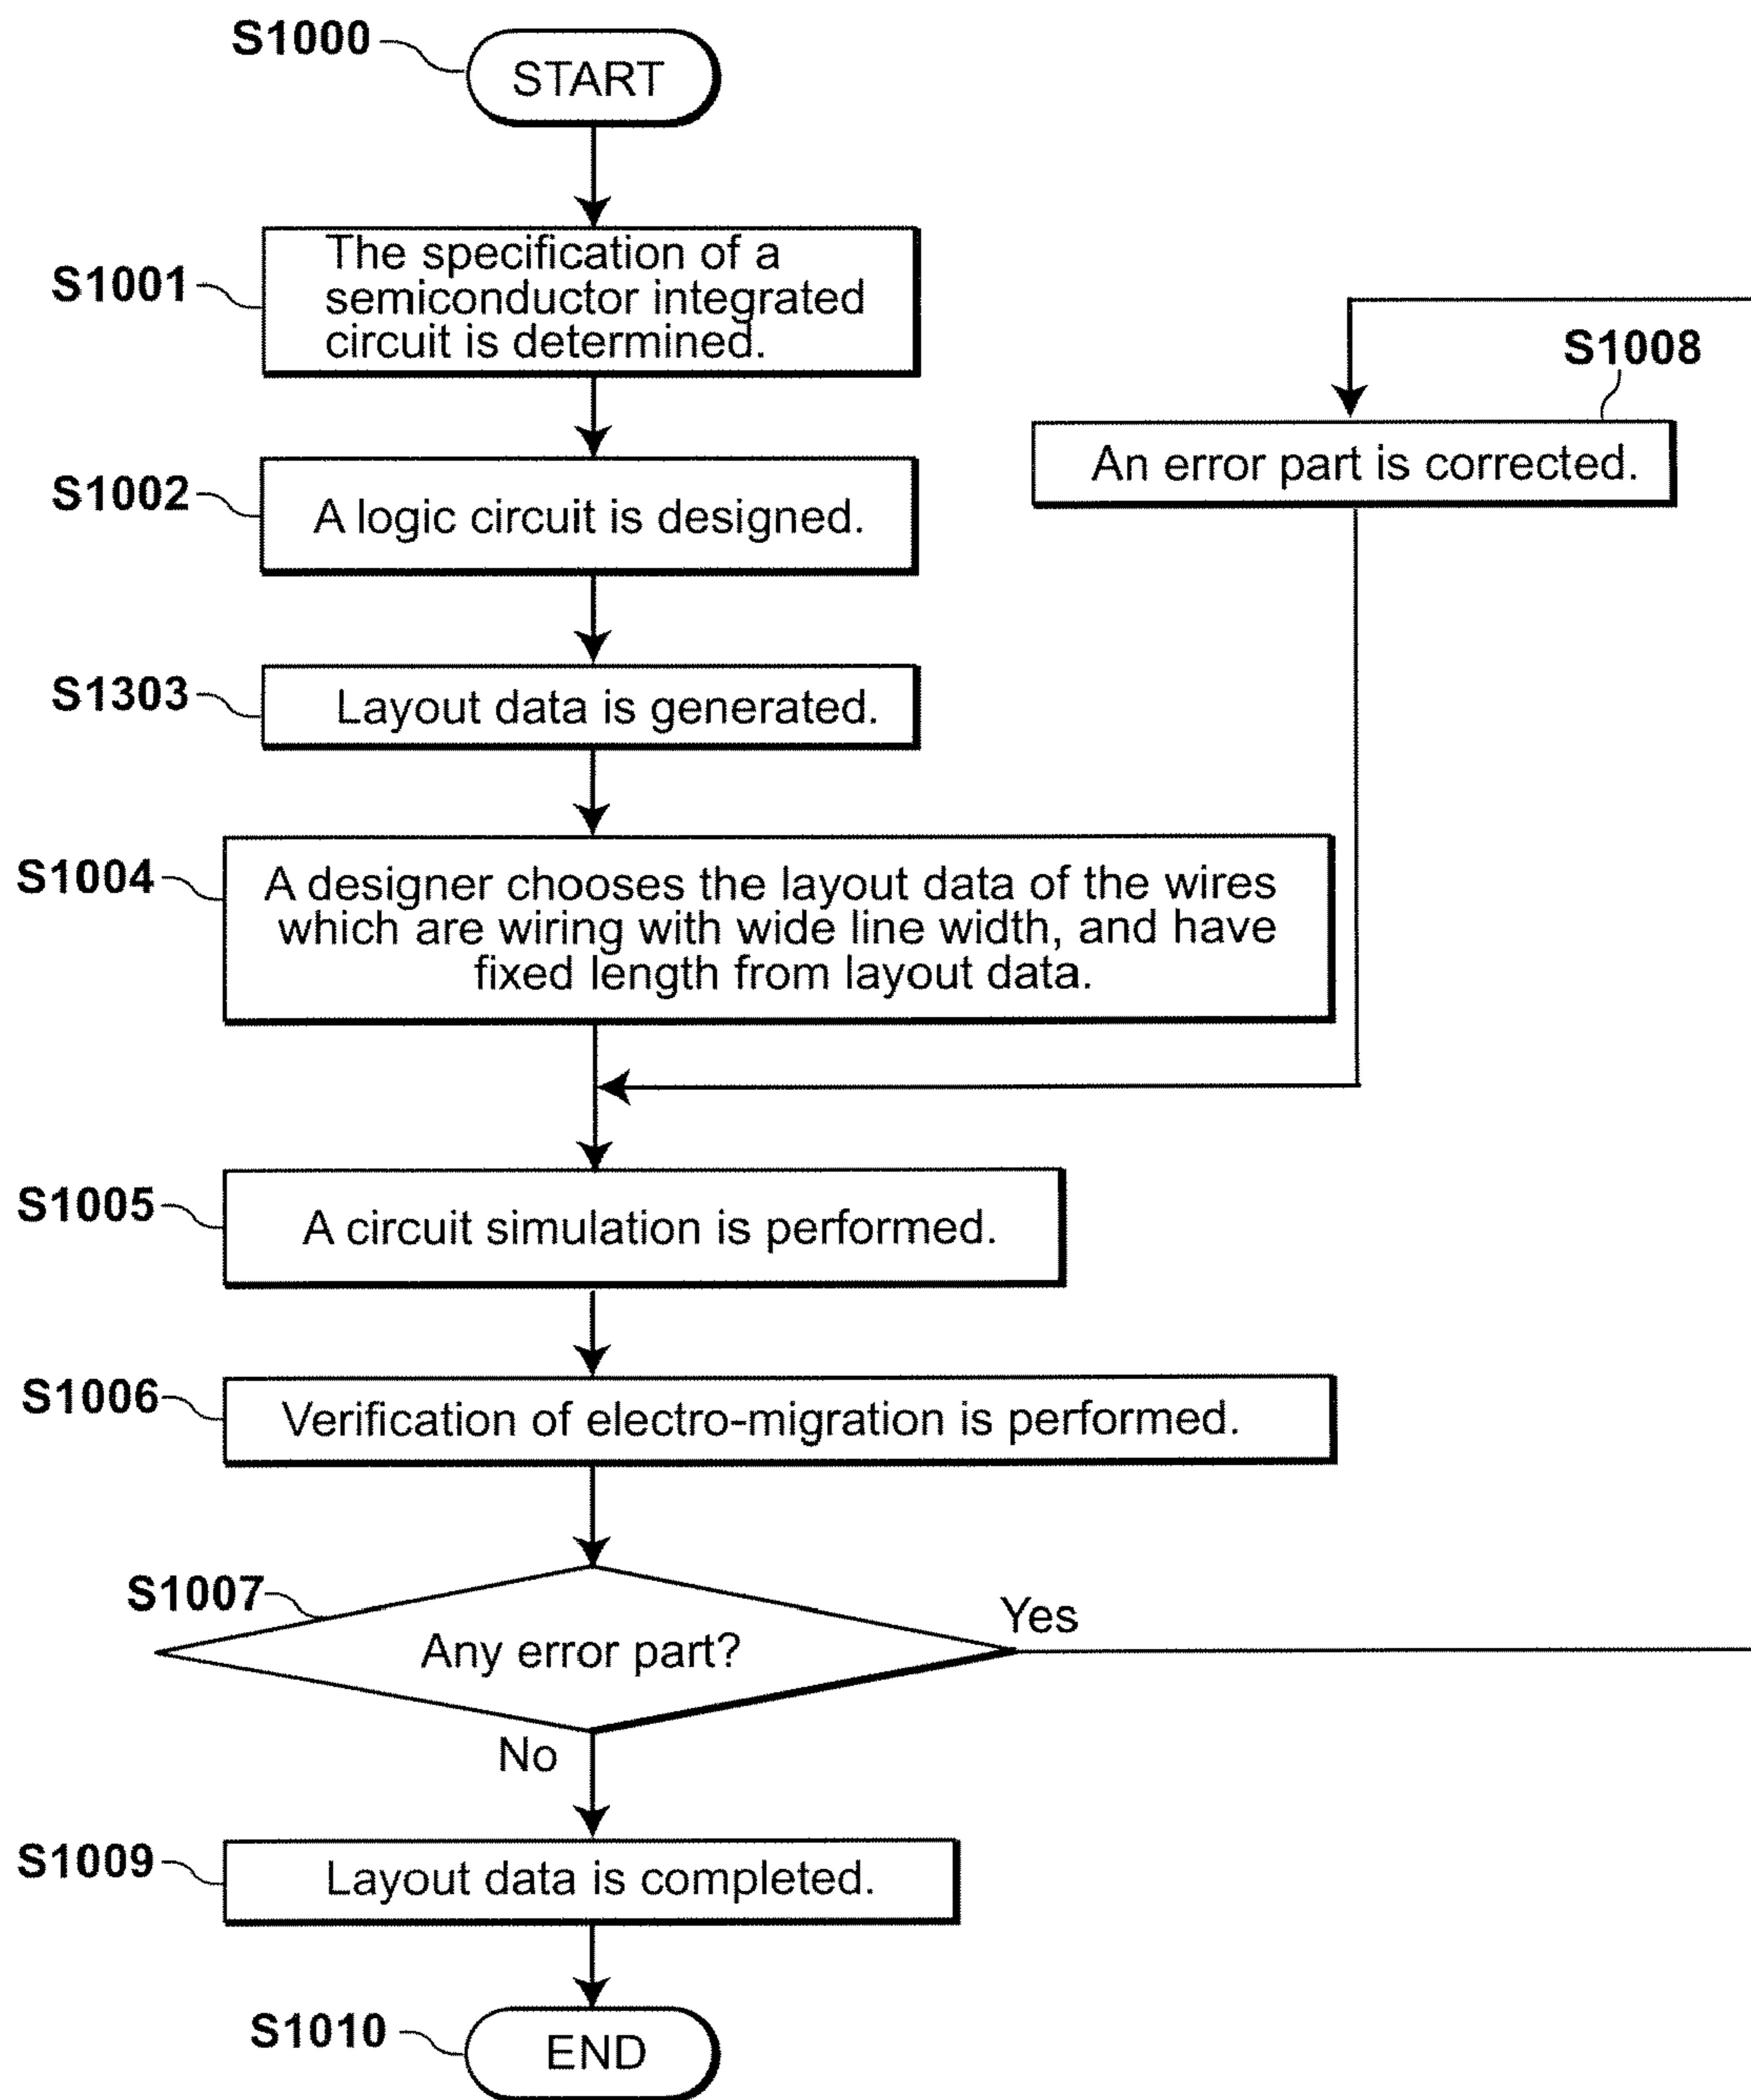 S1000
START
S1001
The specification of a
semiconductor integrated
circuit is determined.
S1008
An error part is corrected.
S1002
A logic circuit is designed.
S1303
Layout data is generated.
S1004
A designer chooses the layout data of the wires
which are wiring with wide line width, and have
fixed length from layout data.
S1005
A circuit simulation is performed.
S1006
Verification of electro-migration is performed.
S1007
Any error part?
Yes
No
S1009
Layout data is completed.
S1010
END